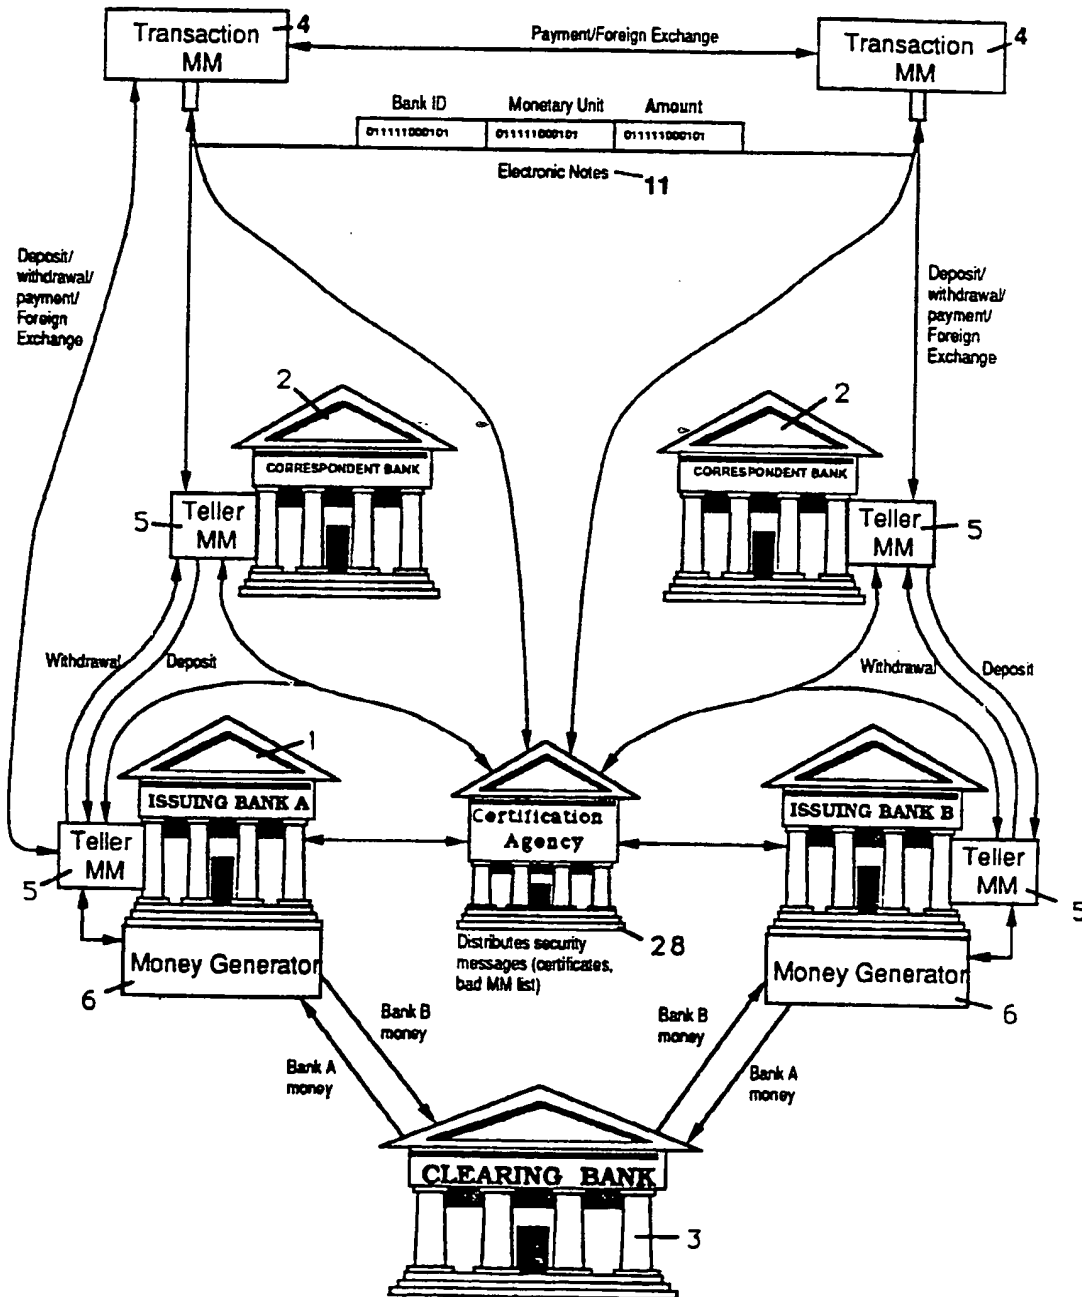 Transaction
MM
4
Payment/Foreign Exchange
Transaction
MM
4
Bank ID
Monetary Unit
Amount
011111000101
011111000101
011111000101
Electronic Notes
11
Deposit/
withdrawal/
payment/
Foreign
Exchange
Deposit/
withdrawal/
payment/
Foreign
Exchange
2
CORRESPONDENT BANK
2
CORRESPONDENT BANK
5
Teller
MM
Teller
MM
5
Withdrawal
Deposit
Withdrawal
Deposit
1
ISSUING BANK A
Certification
Agency
ISSUING BANK B
Teller
MM
5
Teller
MM
5
28
Distributes security
messages (certificates,
bad MM list)
Money Generator
6
Money Generator
6
Bank B
money
Bank A
money
Bank B
money
Bank A
money
CLEARING BANK
3